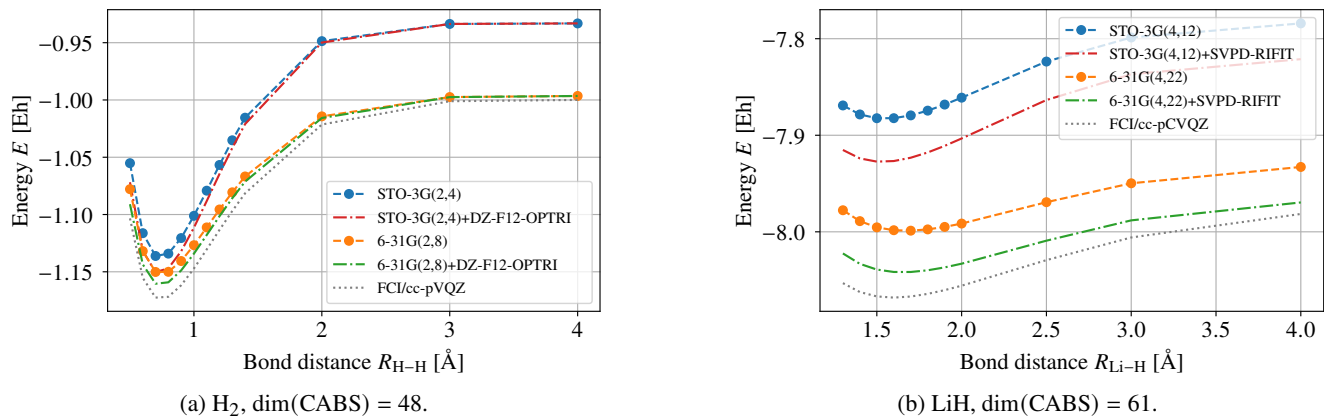 −0.95
−1.00
−1.05
−1.10
−1.15
Energy E [Eh]
STO-3G(2,4)
STO-3G(2,4)+DZ-F12-OPTRI
6-31G(2,8)
6-31G(2,8)+DZ-F12-OPTRI
FCI/cc-pVQZ
1 2 3 4
Bond distance R_H−H [Å]
(a) H₂, dim(CABS) = 48.
−7.8
−7.9
−8.0
Energy E [Eh]
STO-3G(4,12)
STO-3G(4,12)+SVPD-RIFIT
6-31G(4,22)
6-31G(4,22)+SVPD-RIFIT
FCI/cc-pCVQZ
1.5 2.0 2.5 3.0 3.5 4.0
Bond distance R_Li−H [Å]
(b) LiH, dim(CABS) = 61.